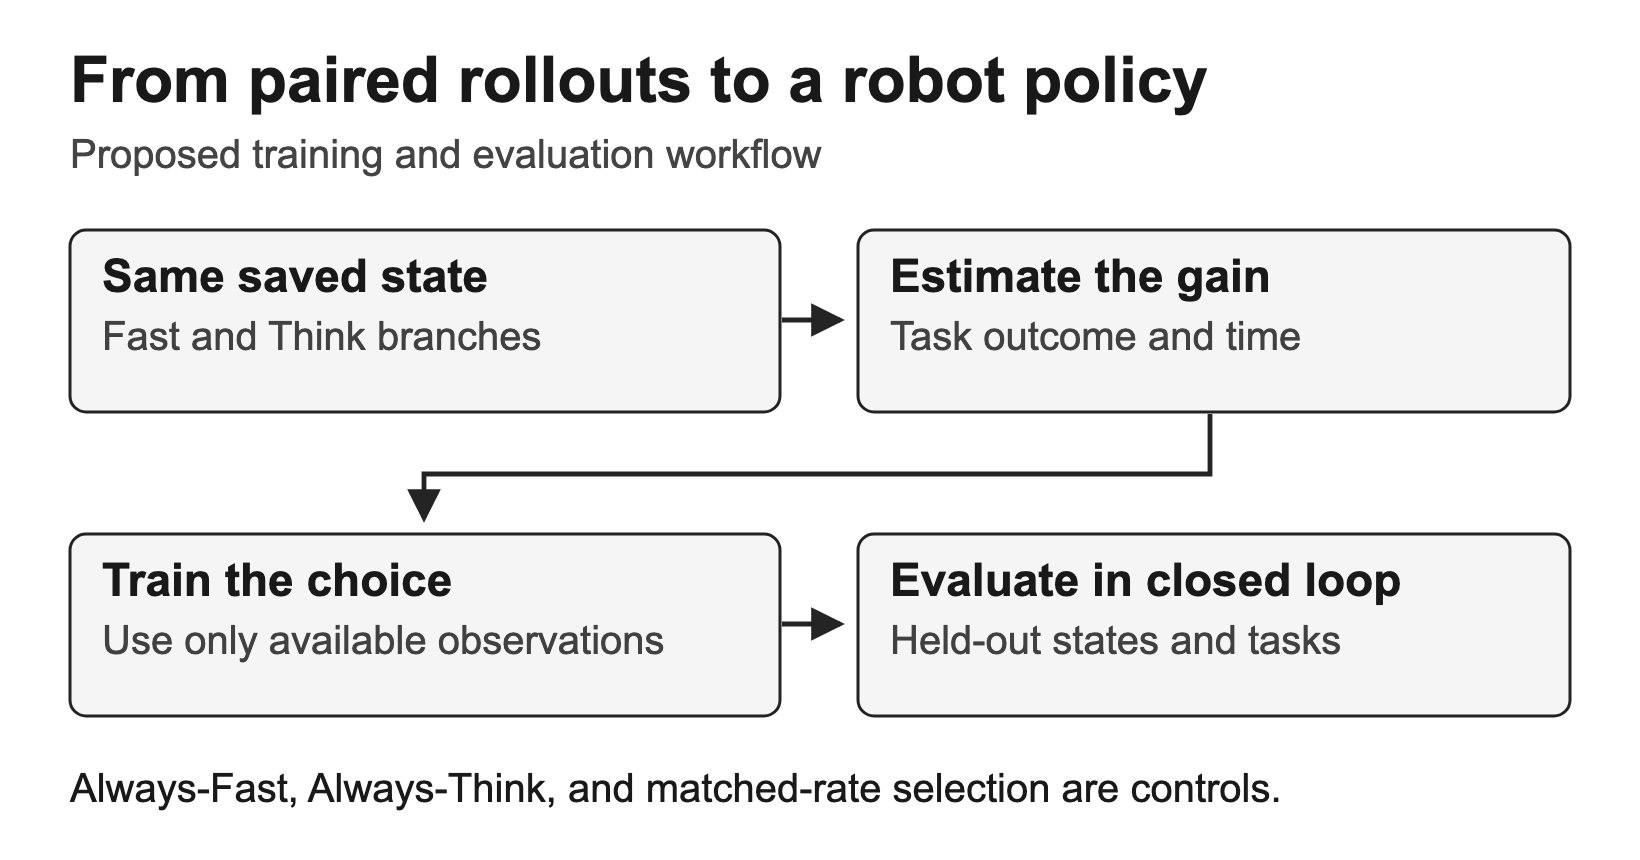 From paired rollouts to a robot policy
Proposed training and evaluation workflow
Same saved state
Fast and Think branches
Estimate the gain
Task outcome and time
Train the choice
Use only available observations
Evaluate in closed loop
Held-out states and tasks
Always-Fast, Always-Think, and matched-rate selection are controls.